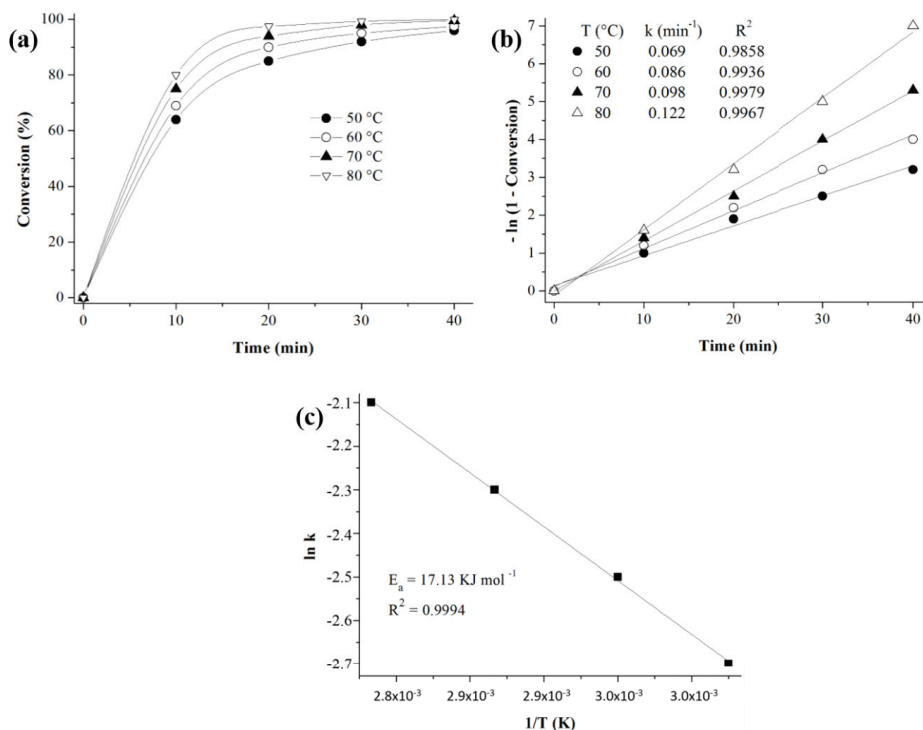 (a)
100
80
60
40
20
0
Conversion (%)
50 °C
60 °C
70 °C
80 °C
0 10 20 30 40
Time (min)
(b)
7
6
5
4
3
2
1
0
- ln (1 - Conversion)
T (°C) k (min⁻¹) R²
50 0.069 0.9858
60 0.086 0.9936
70 0.098 0.9979
80 0.122 0.9967
0 10 20 30 40
Time (min)
(c)
-2.1
-2.2
-2.3
-2.4
-2.5
-2.6
-2.7
ln k
Eₐ = 17.13 KJ mol ⁻¹
R² = 0.9994
2.8x10⁻³ 2.9x10⁻³ 2.9x10⁻³ 3.0x10⁻³ 3.0x10⁻³
1/T (K)